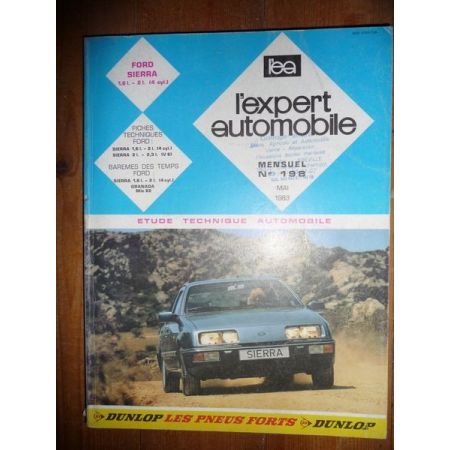 FORD
SIERRA
1,6 l. - 2 l. (4 cyl.)
l'ea
l'expert
automobile
FICHES
TECHNIQUES
FORD :
SIERRA 1,6 l. - 2 l. (4 cyl.)
SIERRA 2 l. - 2,3 l. (V 6)
BAREMES DES TEMPS
FORD
SIERRA 1,6 l. - 2 l. (4 cyl.)
GRANADA
Mle 82
MENSUEL
N° 198
MAI
1983
ETUDE TECHNIQUE AUTOMOBILE
SIERRA
DUNLOP LES PNEUS FORTS DUNLOP